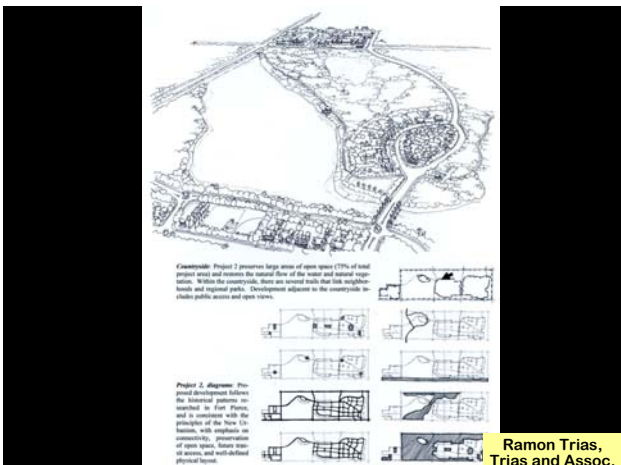 Countryside: Project 2 preserves large areas of open space (75% of total
project area) and restores the natural flow of the water and natural vege-
tation. Within the countryside, there are several trails that link neighbor-
hoods and regional parks. Development adjacent to the countryside in-
cludes public access and open views.
Project 2, diagrams: Pro-
posed development follows
the historical patterns re-
searched in Fort Pierce,
and is consistent with the
principles of the New Ur-
banism, with emphasis on
connectivity, preservation
of open space, future tran-
sit access, and well-defined
physical layout.
Ramon Trias,
Trias and Assoc.